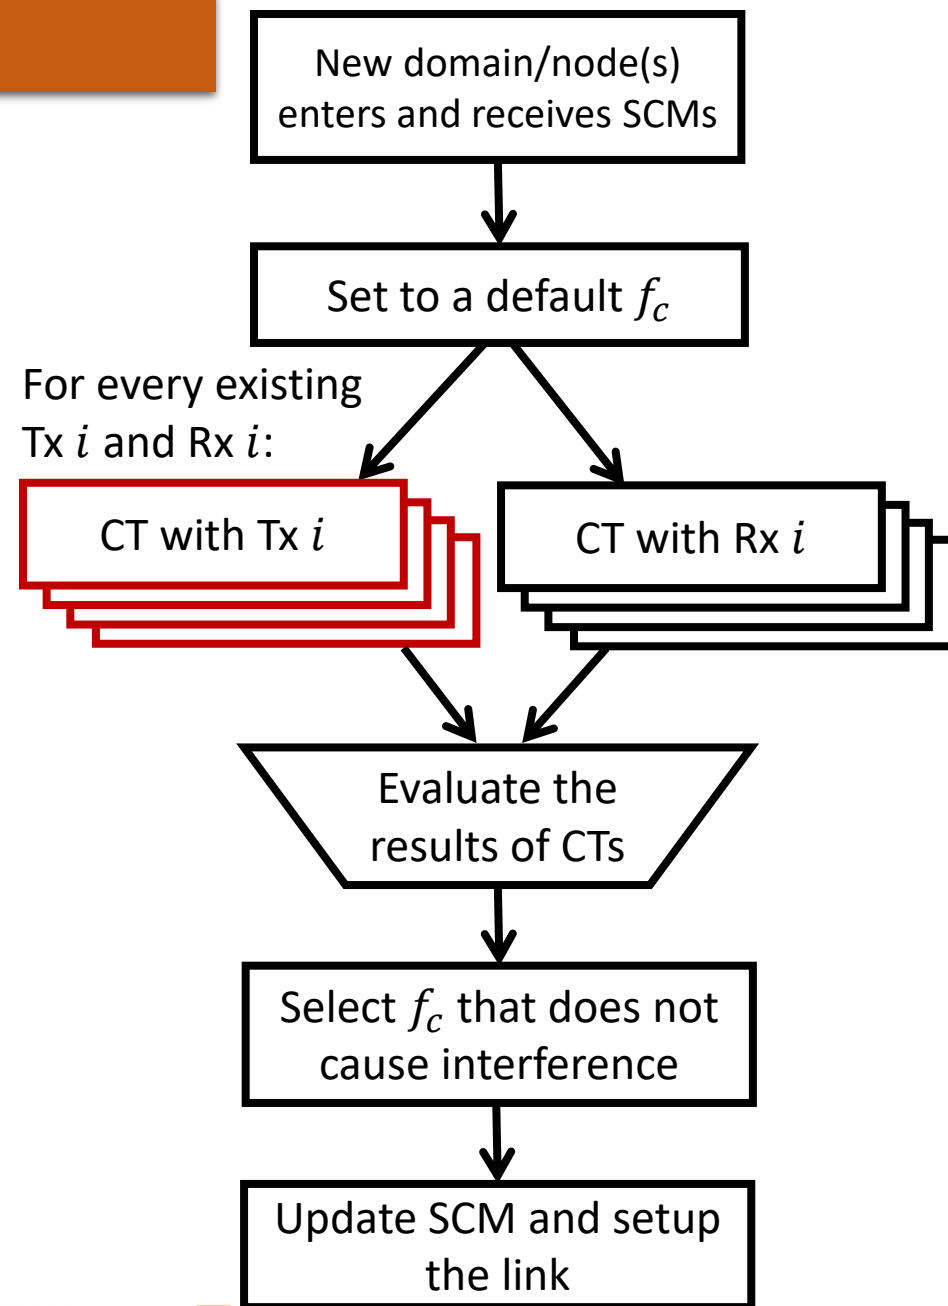 New domain/node(s)
enters and receives SCMs
Set to a default f_c
For every existing
Tx i and Rx i:
CT with Tx i
CT with Rx i
Evaluate the
results of CTs
Select f_c that does not
cause interference
Update SCM and setup
the link